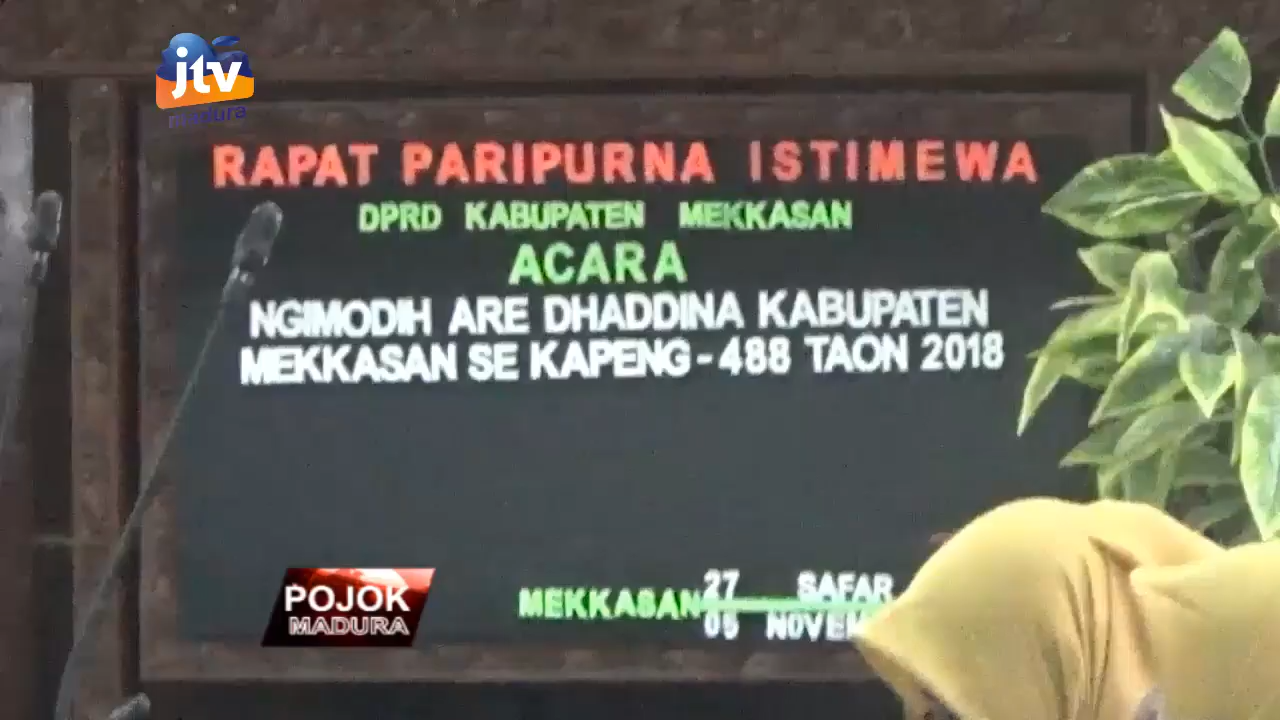 jtv
madura
RAPAT PARIPURNA ISTIMEWA
DPRD KABUPATEN MEKKASAN
ACARA
NGIMODIH ARE DHADDINA KABUPATEN
MEKKASAN SE KAPENG - 488 TAON 2018
POJOK
MADURA
MEKKASAN
27 SAFAR
05